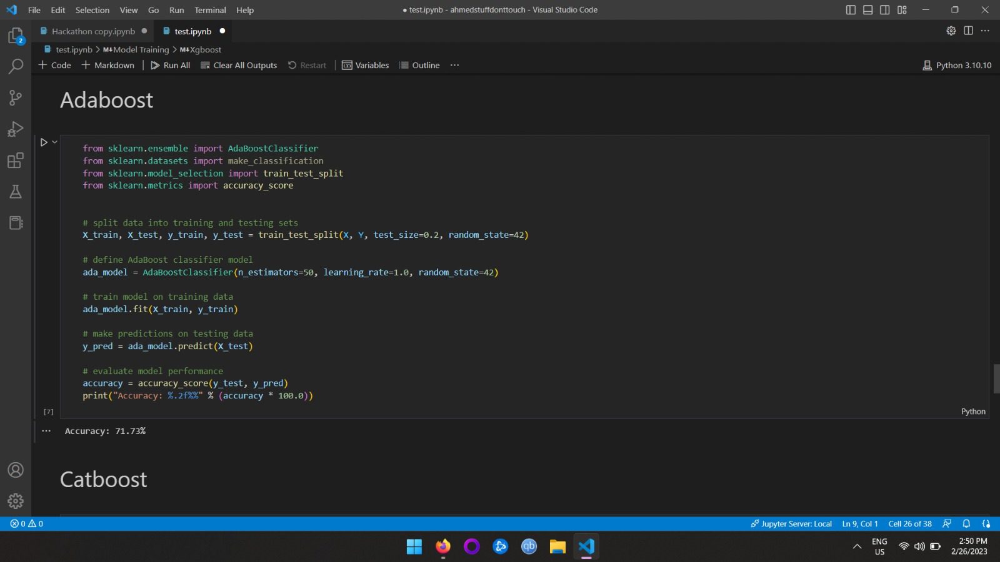 File Edit Selection View Go Run Terminal Help
● test.ipynb - ahmedstuffdonttouch - Visual Studio Code
Hackathon copy.ipynb ● test.ipynb ●
test.ipynb > M↓Model Training > M↓Xgboost
+ Code + Markdown | Run All Clear All Outputs Restart | Variables Outline ···
Python 3.10.10
2
Adaboost
from sklearn.ensemble import AdaBoostClassifier
from sklearn.datasets import make_classification
from sklearn.model_selection import train_test_split
from sklearn.metrics import accuracy_score
# split data into training and testing sets
X_train, X_test, y_train, y_test = train_test_split(X, Y, test_size=0.2, random_state=42)
# define AdaBoost classifier model
ada_model = AdaBoostClassifier(n_estimators=50, learning_rate=1.0, random_state=42)
# train model on training data
ada_model.fit(X_train, y_train)
# make predictions on testing data
y_pred = ada_model.predict(X_test)
# evaluate model performance
accuracy = accuracy_score(y_test, y_pred)
print("Accuracy: %.2f%%" % (accuracy * 100.0))
[7]
Python
··· Accuracy: 71.73%
Catboost
0 0
Jupyter Server: Local Ln 9, Col 1 Cell 26 of 38
qb
ENG
US
2:50 PM
2/26/2023